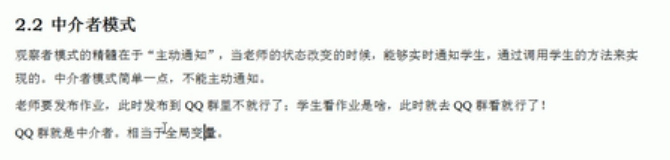 2.2 中介者模式
观察者模式的精髓在于“主动通知”，当老师的状态改变的时候，能够实时通知学生，通过调用学生的方法来实
现的。中介者模式简单一点，不能主动通知。
老师要发布作业，此时发布到 QQ 群里不就行了；学生看作业是啥，此时就去 QQ 群看就行了！
QQ 群就是中介者。相当于全局变量。